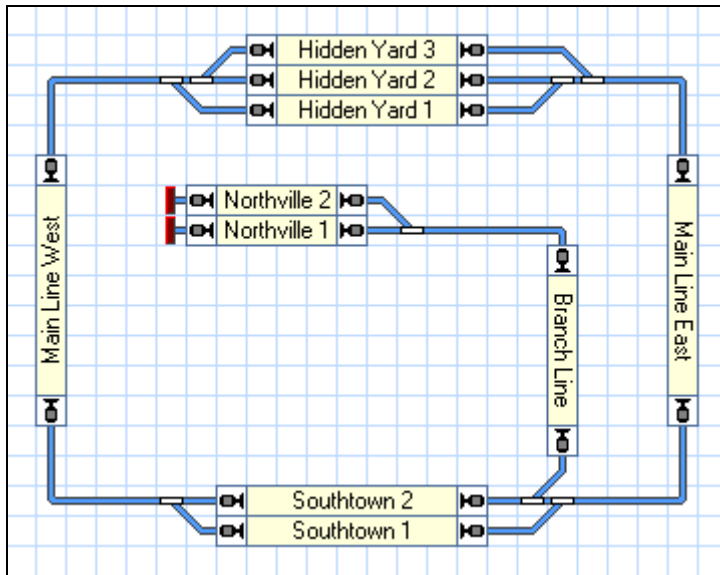 Hidden Yard 3
Hidden Yard 2
Hidden Yard 1
Northville 2
Northville 1
Main Line West
Branch Line
Main Line East
Southtown 2
Southtown 1